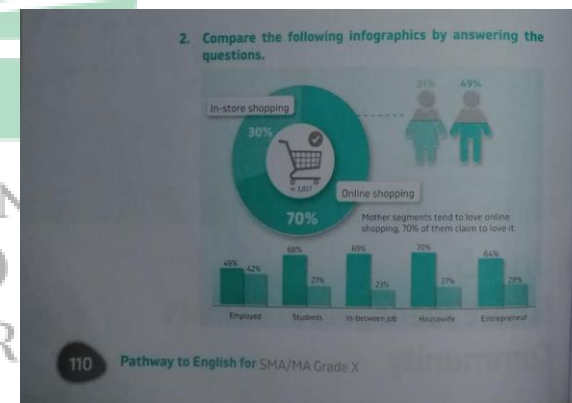 2. Compare the following infographics by answering the
questions.
51% 49%
In-store shopping
30%
Online shopping
70%
Mother segments tend to love online
shopping, 70% of them claim to love it.
68% 69% 70% 64%
42% 27% 23% 27% 28%
Employed Students In-between job Housewife Entrepreneur
110 Pathway to English for SMA/MA Grade X